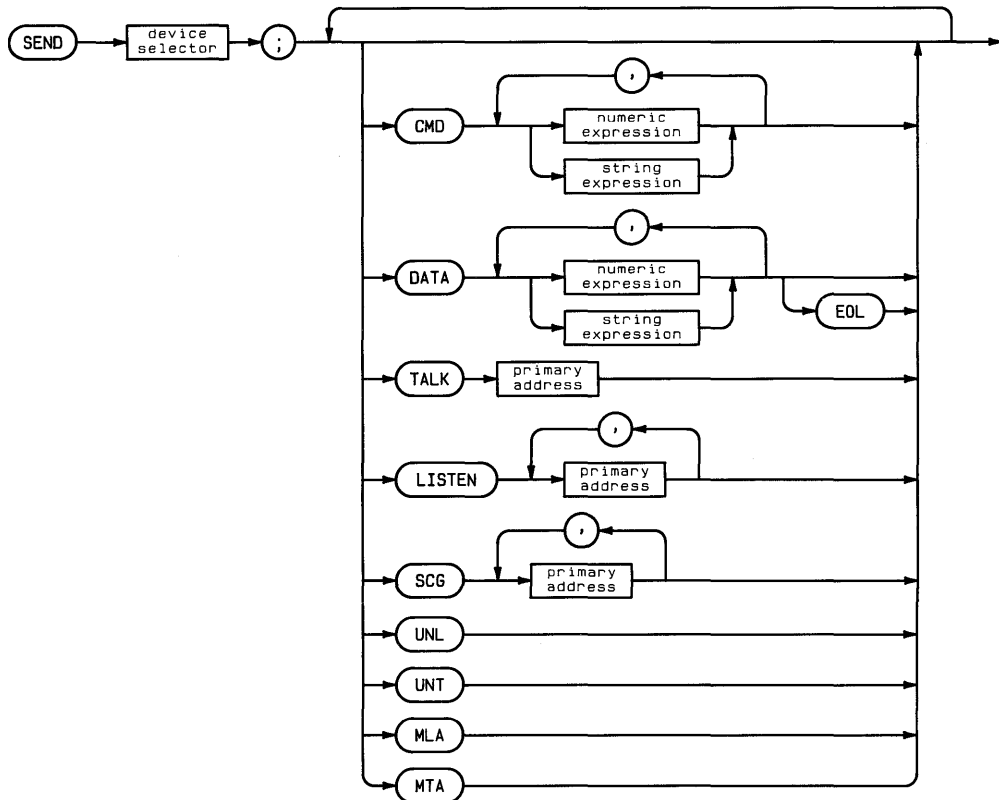 SEND device selector ;
,
CMD numeric expression
string expression
,
DATA numeric expression
string expression
EOL
TALK primary address
,
LISTEN primary address
,
SCG primary address
UNL
UNT
MLA
MTA